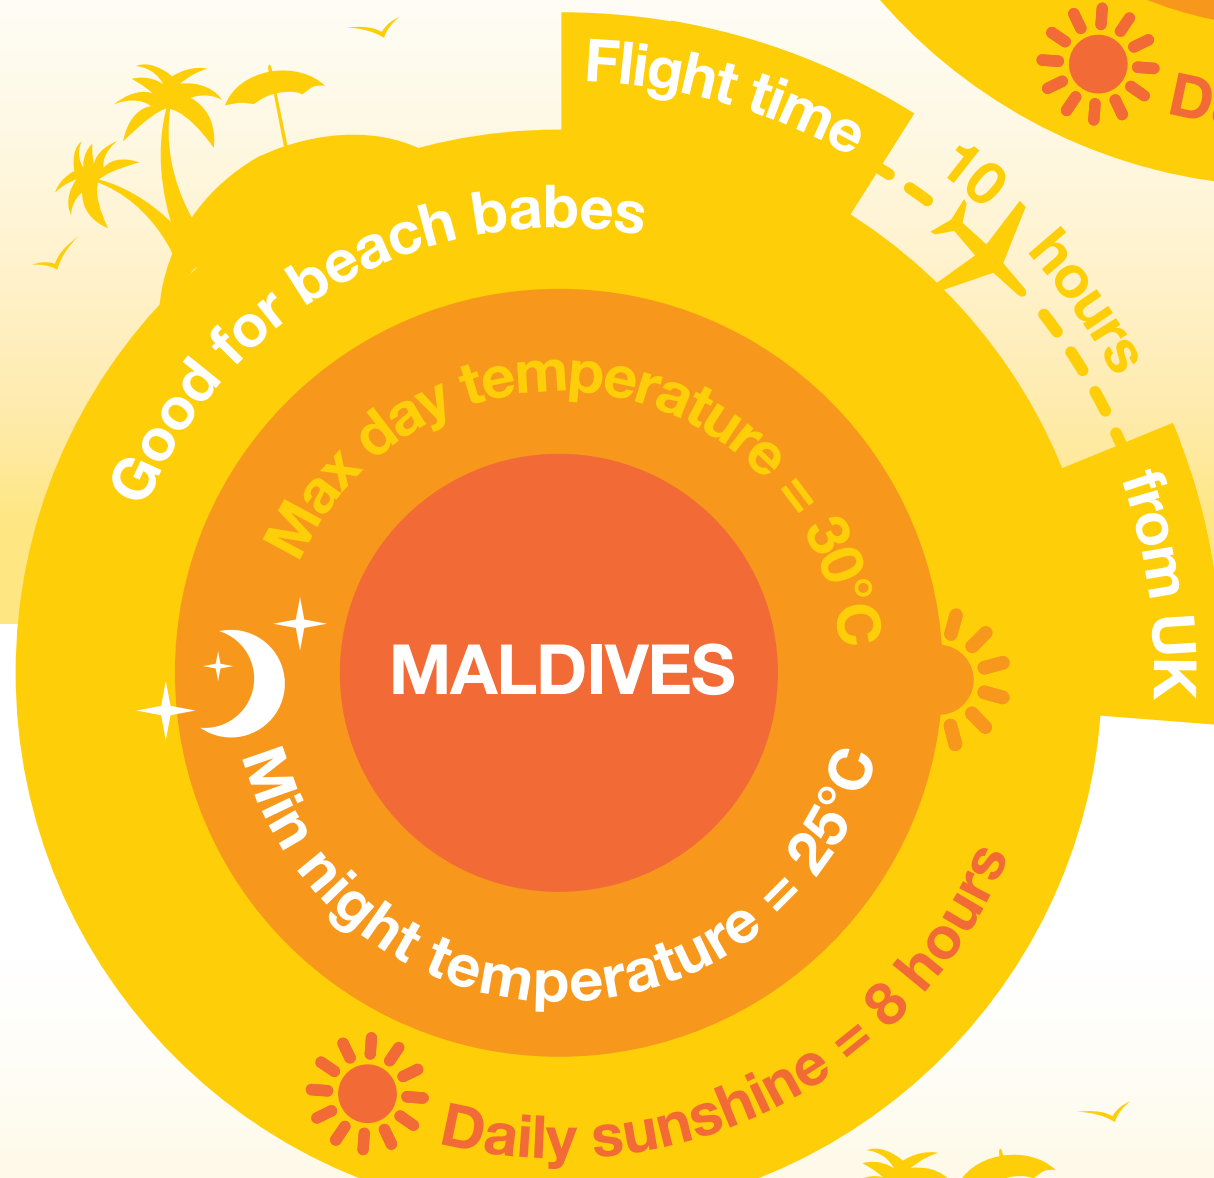 Flight time
10 hours
from UK
Good for beach babes
Max day temperature = 30°C
MALDIVES
Min night temperature = 25°C
Daily sunshine = 8 hours
D